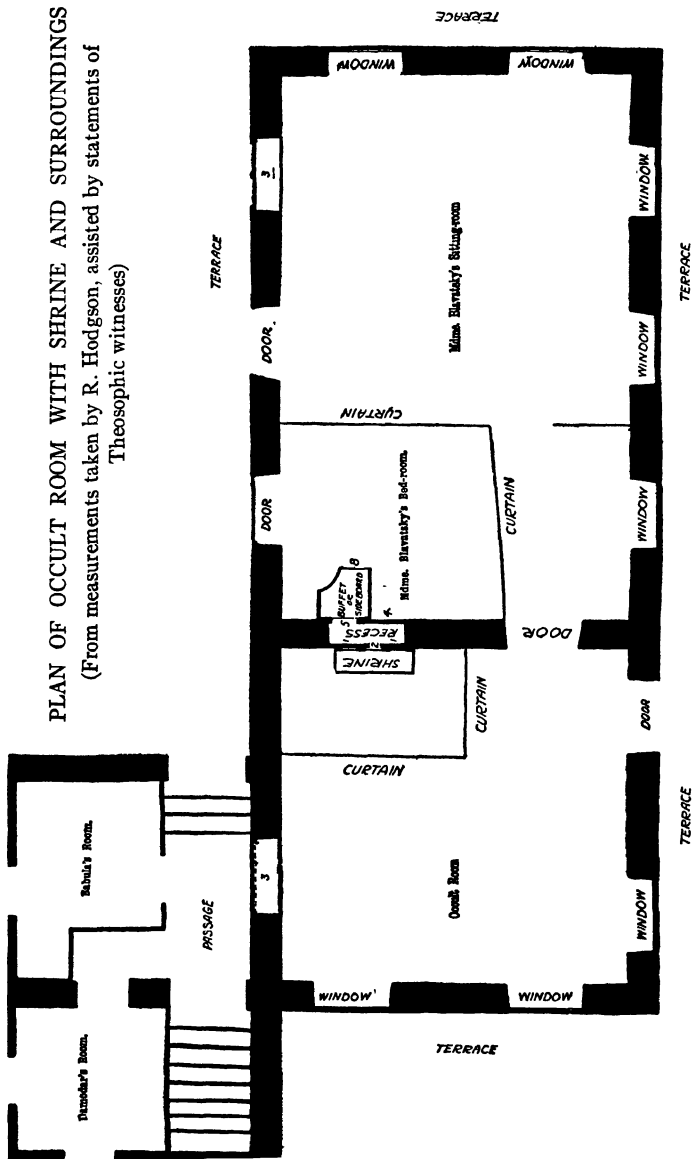 PLAN OF OCCULT ROOM WITH SHRINE AND SURROUNDINGS
(From measurements taken by R. Hodgson, assisted by statements of
Theosophic witnesses)
TERRACE
WINDOW
WINDOW
3
TERRACE
WINDOW
Mdme. Blavatsky's Sitting-room
TERRACE
DOOR.
WINDOW
CURTAIN
DOOR
Mdme. Blavatsky's Bed-room.
CURTAIN
WINDOW
BUFFET
OR
SIDEBOARD
8
5
4
RECESS
1
2
1
SHRINE
DOOR
CURTAIN
CURTAIN
DOOR
Babula's Room.
PASSAGE
3
Occult Room
TERRACE
WINDOW
Damodar's Room.
WINDOW
WINDOW
TERRACE